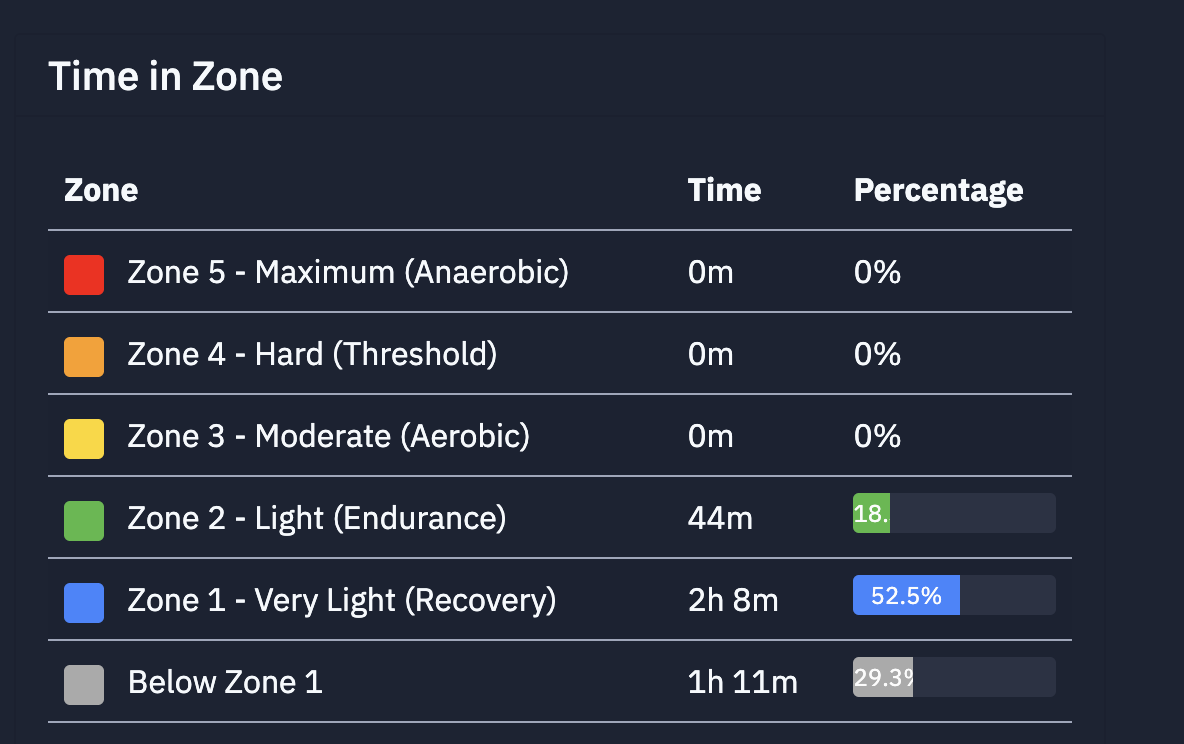 Time in Zone
Zone Time Percentage
Zone 5 - Maximum (Anaerobic) 0m 0%
Zone 4 - Hard (Threshold) 0m 0%
Zone 3 - Moderate (Aerobic) 0m 0%
Zone 2 - Light (Endurance) 44m 18.
Zone 1 - Very Light (Recovery) 2h 8m 52.5%
Below Zone 1 1h 11m 29.3%